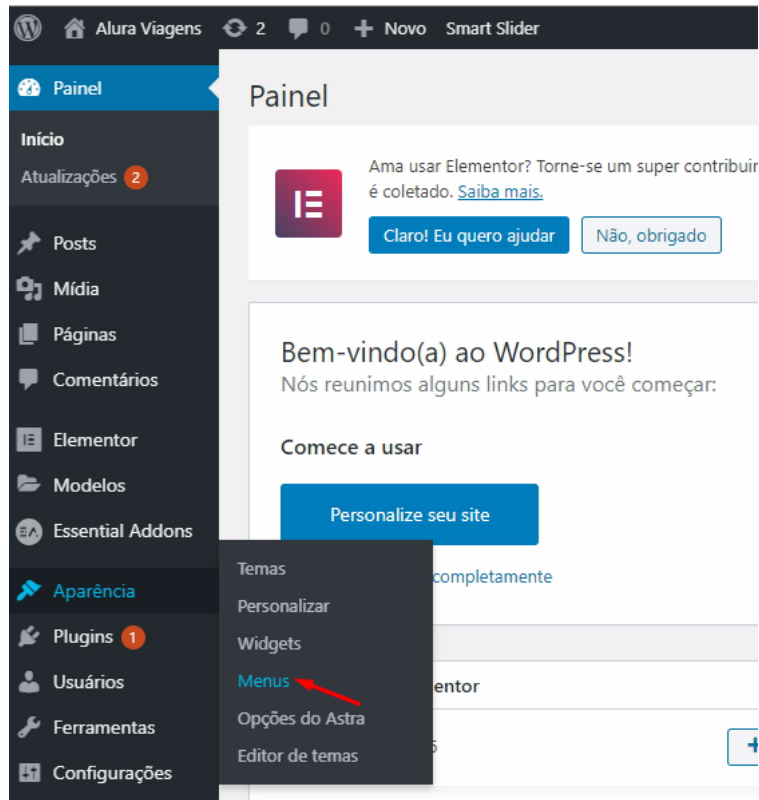 Alura Viagens 2 0 + Novo Smart Slider
Painel
Início
Atualizações 2
Posts
Mídia
Páginas
Comentários
Elementor
Modelos
Essential Addons
Aparência
Plugins 1
Usuários
Ferramentas
Configurações
Temas
Personalizar
Widgets
Menus
Opções do Astra
Editor de temas
Painel
Ama usar Elementor? Torne-se um super contribuir
é coletado. Saiba mais.
Claro! Eu quero ajudar Não, obrigado
Bem-vindo(a) ao WordPress!
Nós reunimos alguns links para você começar:
Comece a usar
Personalize seu site
completamente
entor